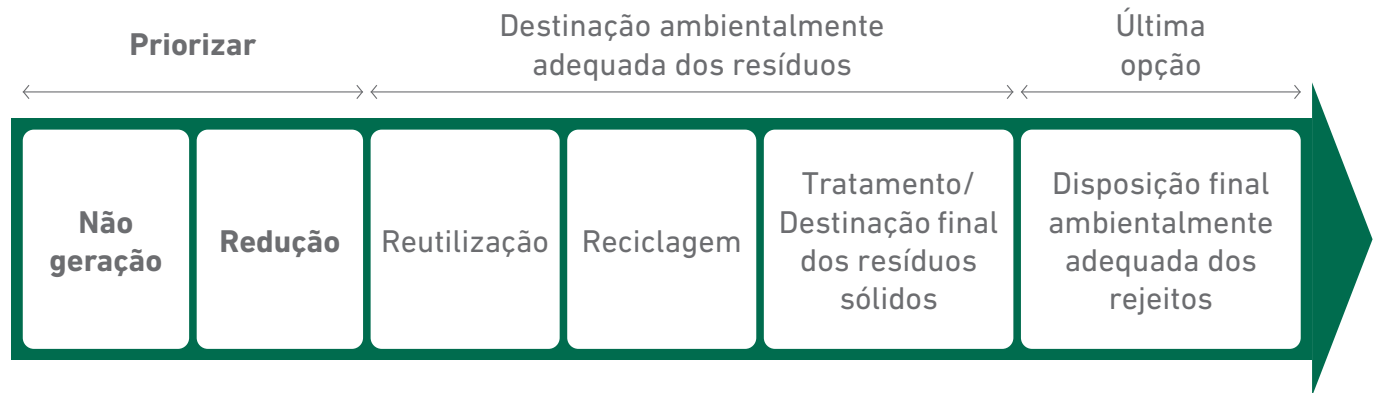 Priorizar
Destinação ambientalmente
adequada dos resíduos
Última
opção
Não
geração
Redução
Reutilização
Reciclagem
Tratamento/
Destinação final
dos resíduos
sólidos
Disposição final
ambientalmente
adequada dos
rejeitos